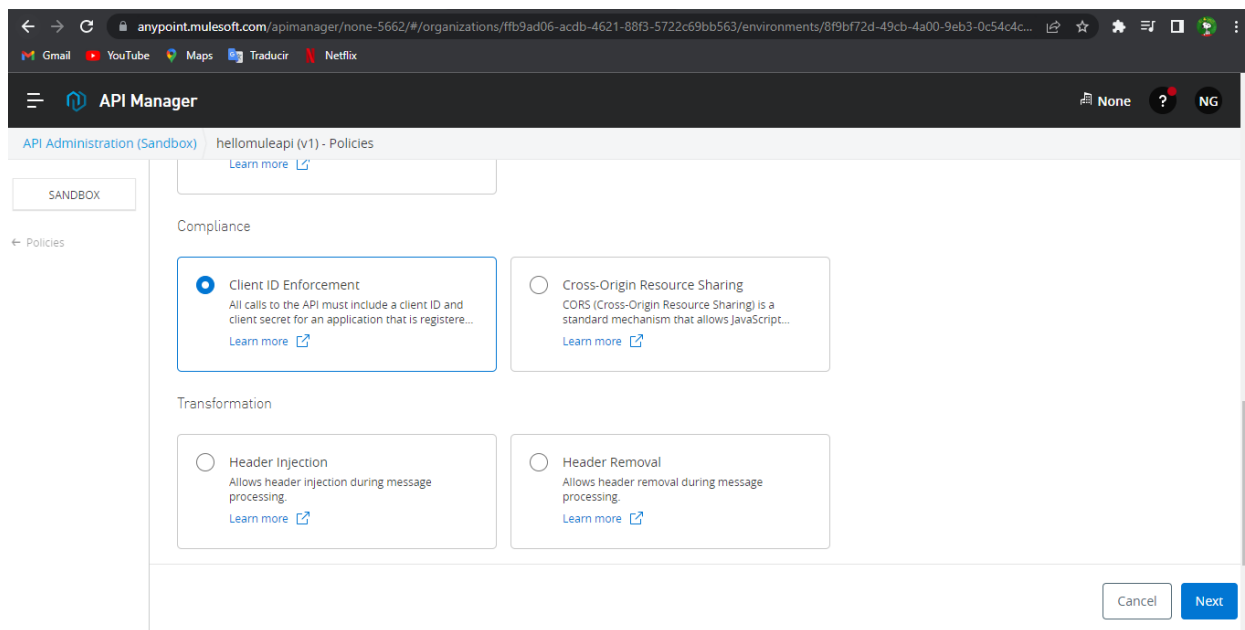 anypoint.mulesoft.com/apimanager/none-5662/#/organizations/ffb9ad06-acdb-4621-88f3-5722c69bb563/environments/8f9bf72d-49cb-4a00-9eb3-0c54c4c...
Gmail YouTube Maps Traducir Netflix
API Manager None ? NG
API Administration (Sandbox) hellomuleapi (v1) - Policies
Learn more
SANDBOX
← Policies
Compliance
Client ID Enforcement
All calls to the API must include a client ID and
client secret for an application that is registere...
Learn more
Cross-Origin Resource Sharing
CORS (Cross-Origin Resource Sharing) is a
standard mechanism that allows JavaScript...
Learn more
Transformation
Header Injection
Allows header injection during message
processing.
Learn more
Header Removal
Allows header removal during message
processing.
Learn more
Cancel Next